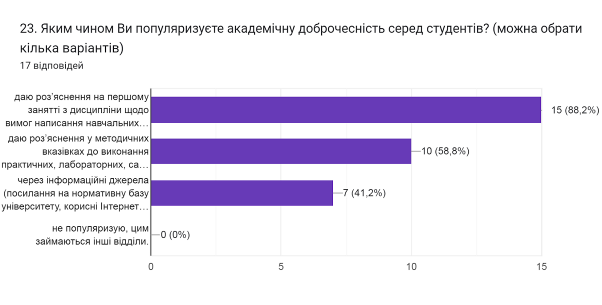 23. Яким чином Ви популяризуєте академічну доброчесність серед студентів? (можна обрати
кілька варіантів)
17 відповідей
даю роз'яснення на першому
занятті з дисципліни щодо
вимог написання навчальних…
15 (88,2%)
даю роз'яснення у методичних
вказівках до виконання
практичних, лабораторних, са…
10 (58,8%)
через інформаційні джерела
(посилання на нормативну базу
університету, корисні Інтернет…
7 (41,2%)
не популяризую, цим
займаються інші відділи.
0 (0%)
0 5 10 15